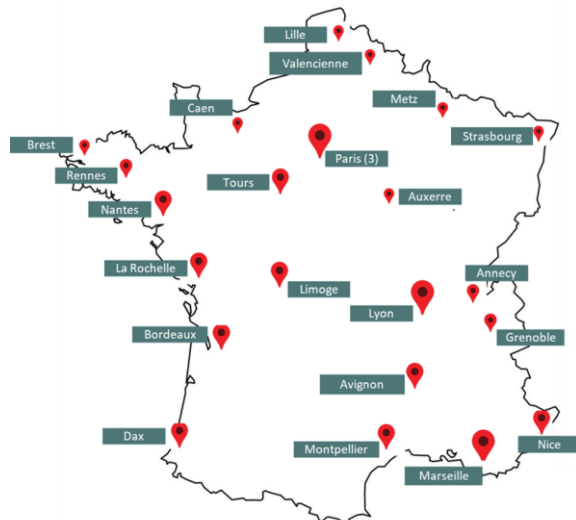 Lille
Valencienne
Metz
Caen
Strasbourg
Brest
Paris (3)
Rennes
Tours
Auxerre
Nantes
La Rochelle
Annecy
Limoge
Lyon
Grenoble
Bordeaux
Avignon
Dax
Montpellier
Nice
Marseille